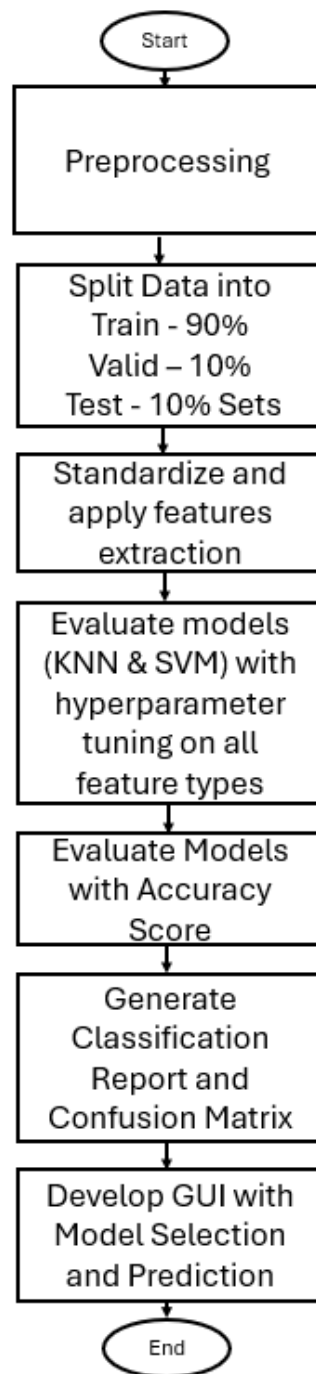 Start
Preprocessing
Split Data into
Train - 90%
Valid – 10%
Test - 10% Sets
Standardize and
apply features
extraction
Evaluate models
(KNN & SVM) with
hyperparameter
tuning on all
feature types
Evaluate Models
with Accuracy
Score
Generate
Classification
Report and
Confusion Matrix
Develop GUI with
Model Selection
and Prediction
End